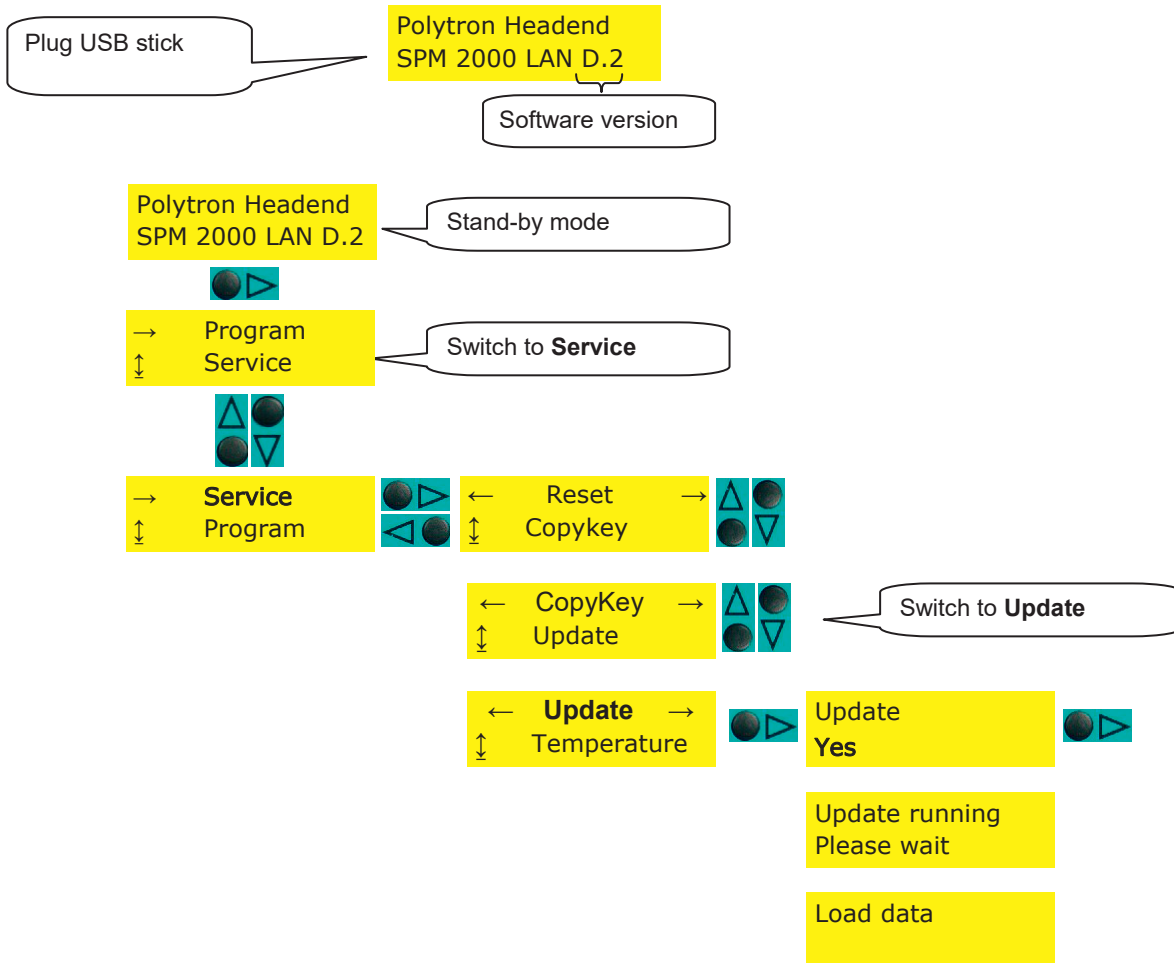 Plug USB stick
Polytron Headend
SPM 2000 LAN D.2
Software version
Polytron Headend
SPM 2000 LAN D.2
Stand-by mode
→ Program
↕ Service
Switch to Service
→ Service
↕ Program
← Reset →
↕ Copykey
← CopyKey →
↕ Update
Switch to Update
← Update →
↕ Temperature
Update
Yes
Update running
Please wait
Load data